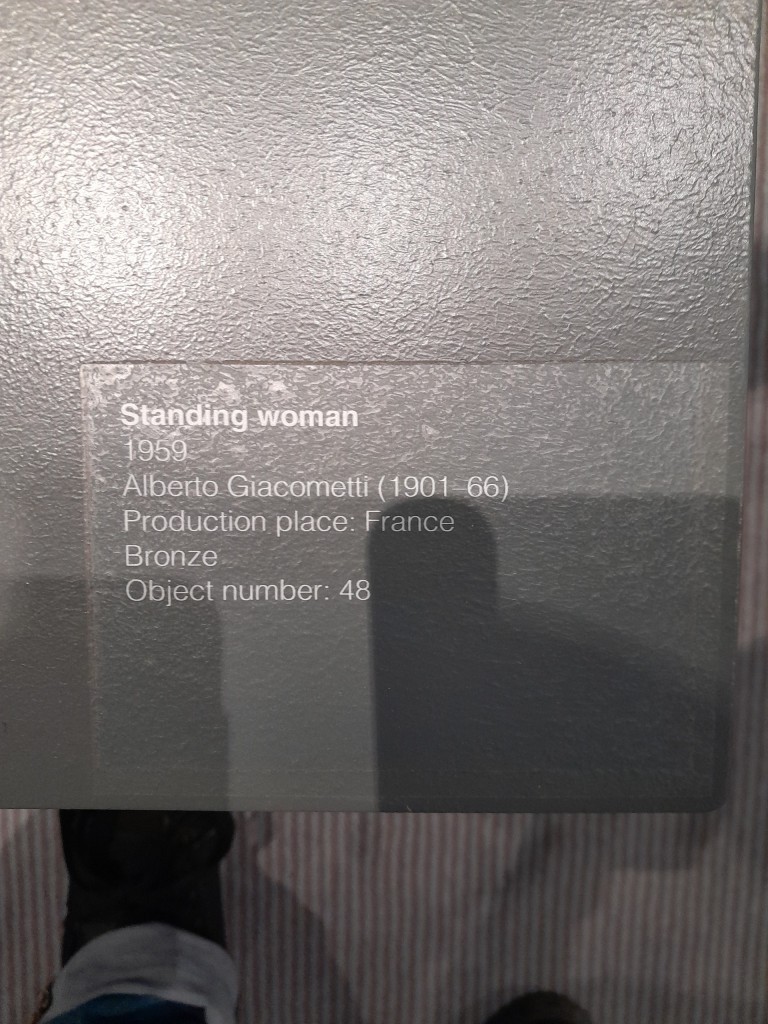 Standing woman
1959
Alberto Giacometti (1901–66)
Production place: France
Bronze
Object number: 48